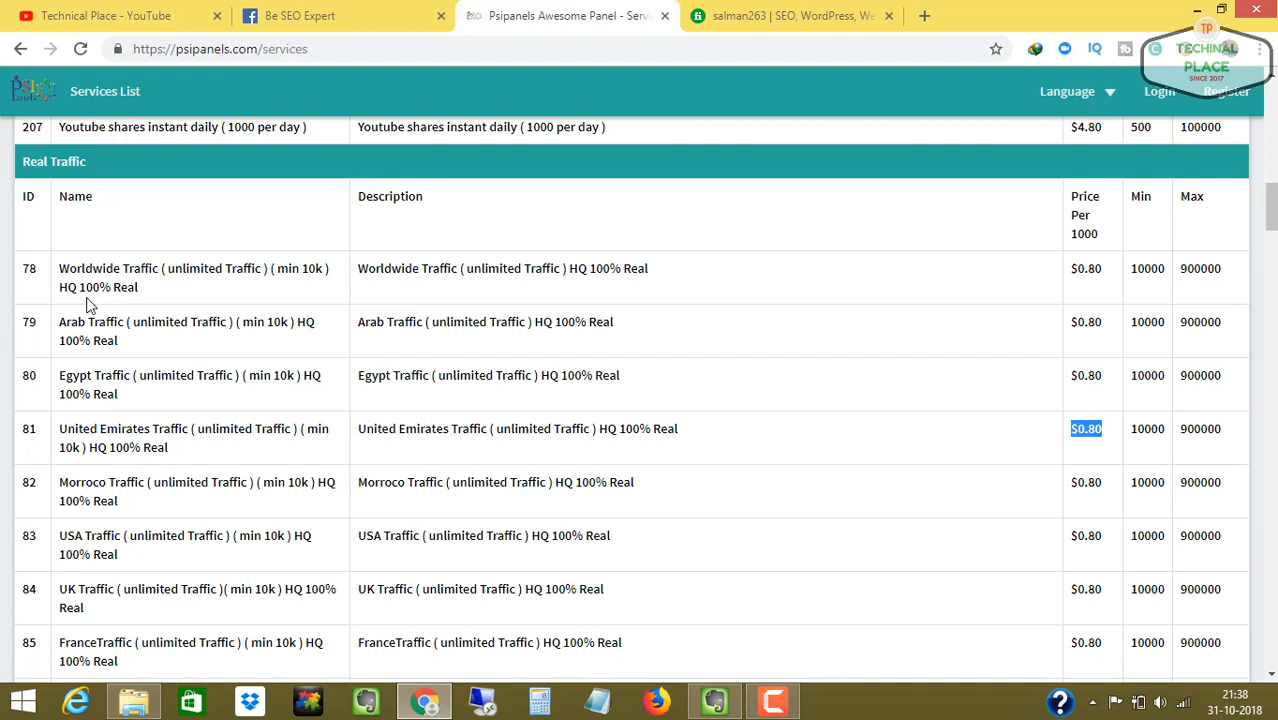 Technical Place - YouTube
Be SEO Expert
Psipanels Awesome Panel - Servi
salman263 | SEO, WordPress, We
https://psipanels.com/services
TP
TECHINAL
PLACE
SINCE 2017
Services List
Language
Login
Register
207 Youtube shares instant daily ( 1000 per day ) Youtube shares instant daily ( 1000 per day ) $4.80 500 100000
Real Traffic
ID Name Description Price Min Max
Per
1000
78 Worldwide Traffic ( unlimited Traffic ) ( min 10k ) Worldwide Traffic ( unlimited Traffic ) HQ 100% Real $0.80 10000 900000
HQ 100% Real
79 Arab Traffic ( unlimited Traffic ) ( min 10k ) HQ Arab Traffic ( unlimited Traffic ) HQ 100% Real $0.80 10000 900000
100% Real
80 Egypt Traffic ( unlimited Traffic ) ( min 10k ) HQ Egypt Traffic ( unlimited Traffic ) HQ 100% Real $0.80 10000 900000
100% Real
81 United Emirates Traffic ( unlimited Traffic ) ( min United Emirates Traffic ( unlimited Traffic ) HQ 100% Real $0.80 10000 900000
10k ) HQ 100% Real
82 Morroco Traffic ( unlimited Traffic ) ( min 10k ) HQ Morroco Traffic ( unlimited Traffic ) HQ 100% Real $0.80 10000 900000
100% Real
83 USA Traffic ( unlimited Traffic ) ( min 10k ) HQ USA Traffic ( unlimited Traffic ) HQ 100% Real $0.80 10000 900000
100% Real
84 UK Traffic ( unlimited Traffic )( min 10k ) HQ 100% UK Traffic ( unlimited Traffic ) HQ 100% Real $0.80 10000 900000
Real
85 FranceTraffic ( unlimited Traffic ) ( min 10k ) HQ FranceTraffic ( unlimited Traffic ) HQ 100% Real $0.80 10000 900000
100% Real
21:38
31-10-2018